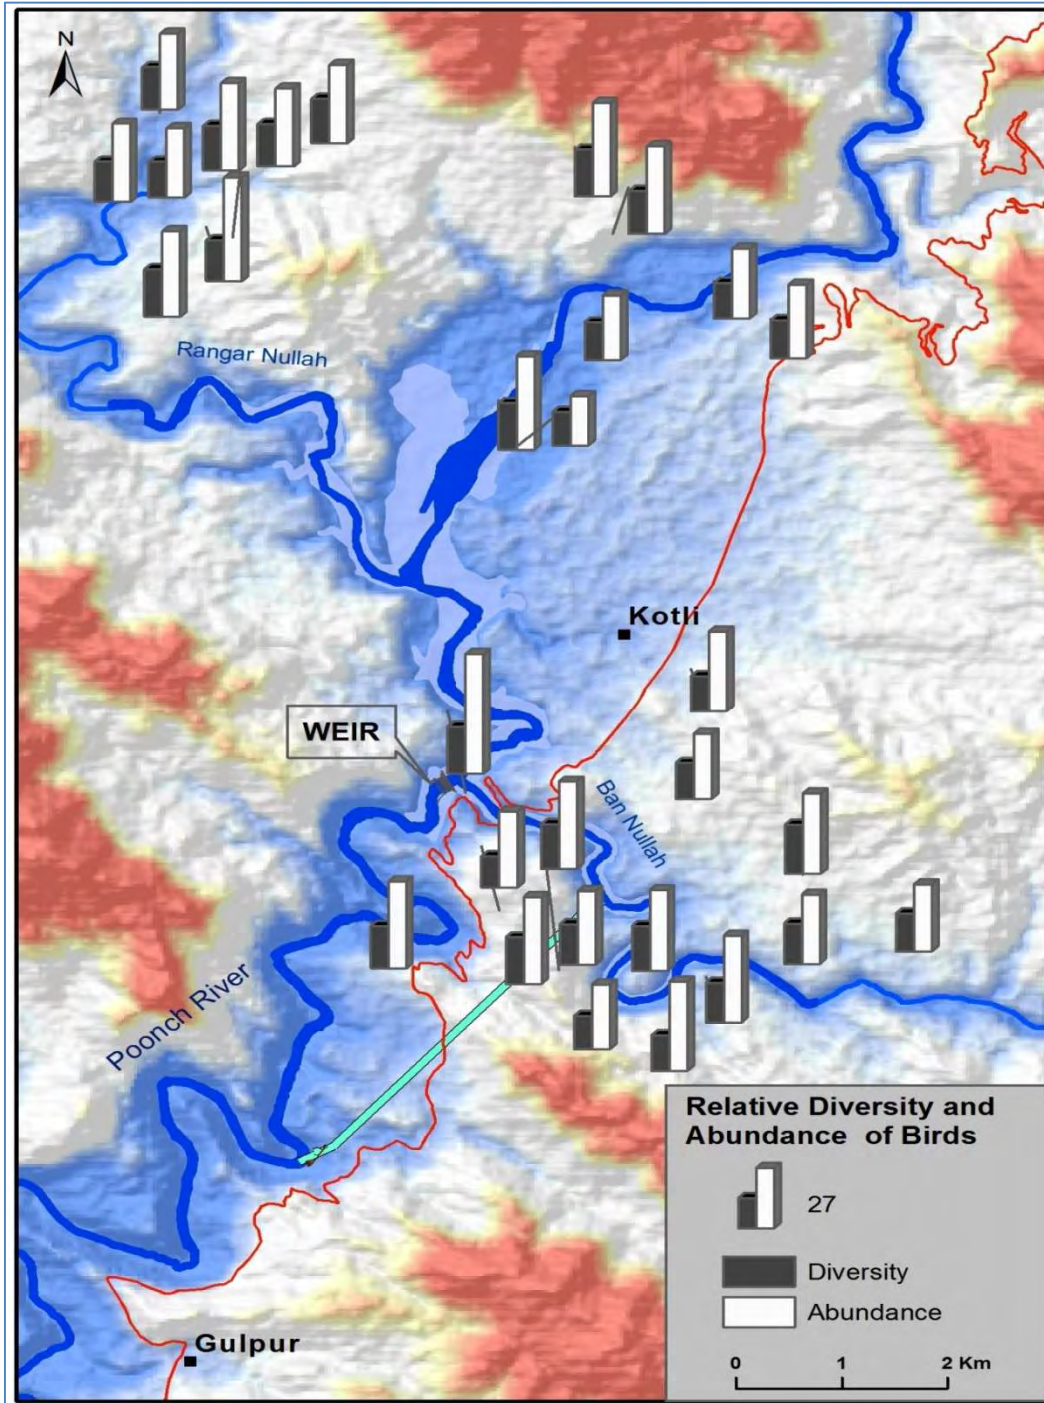 N
Rangar Nullah
Kotli
WEIR
Ban Nullah
Poonch River
Gulpur
Relative Diversity and
Abundance of Birds
27
Diversity
Abundance
0 1 2 Km